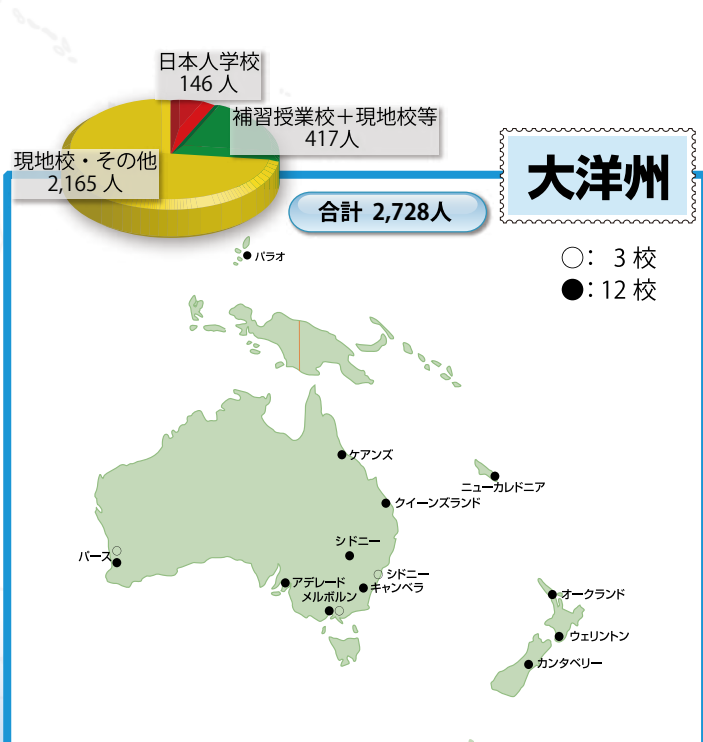 日本人学校
146 人
補習授業校＋現地校等
417人
現地校・その他
2,165 人
合計 2,728人
大洋州
○： 3 校
●：12 校
パラオ
ケアンズ
ニューカレドニア
クイーンズランド
シドニー
パース
シドニー
アデレード
キャンベラ
メルボルン
オークランド
ウェリントン
カンタベリー